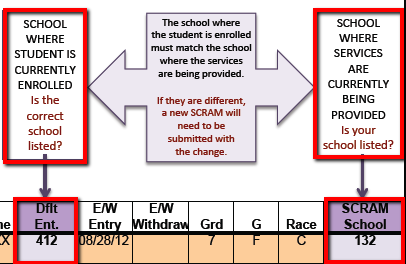 SCHOOL
WHERE
STUDENT IS
CURRENTLY
ENROLLED
Is the
correct
school
listed?
The school where
the student is enrolled
must match the school
where the services
are being provided.
If they are different,
a new SCRAM will
need to be
submitted with
the change.
SCHOOL
WHERE
SERVICES
ARE
CURRENTLY
BEING
PROVIDED
Is your
school listed?
Dflt E/W E/W SCRAM
Ent. Entry Withdraw Grd G Race School
412 08/28/12 7 F C 132